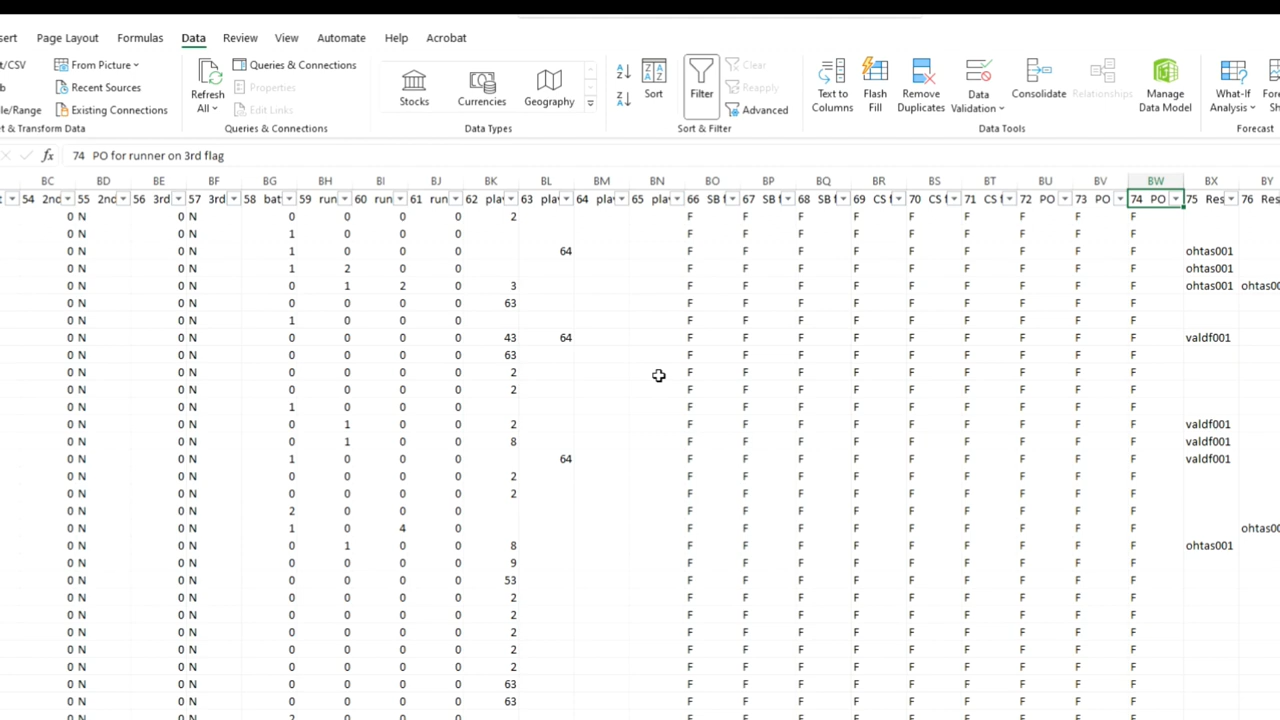 sert Page Layout Formulas Data Review View Automate Help Acrobat
t/CSV From Picture Recent Sources Existing Connections
b
le/Range
et & Transform Data
Refresh All
Queries & Connections
Properties
Edit Links
Queries & Connections
Stocks Currencies Geography
Data Types
Sort Filter
Clear
Reapply
Advanced
Sort & Filter
Text to Columns
Flash Fill
Remove Duplicates
Data Validation
Consolidate
Relationships
Manage Data Model
Data Tools
What-If Analysis
Fore
Sh
Forecast
fx 74 PO for runner on 3rd flag
BC BD BE BF BG BH BI BJ BK BL BM BN BO BP BQ BR BS BT BU BV BW BX BY
54 2nd 55 2nd 56 3rd 57 3rd 58 bat 59 run 60 run 61 run 62 play 63 play 64 play 65 play 66 SB f 67 SB f 68 SB f 69 CS f 70 CS f 71 CS f 72 PO 73 PO 74 PO 75 Res 76 Res
0 N 0 N 0 0 0 0 2 F F F F F F F F F
0 N 0 N 1 0 0 0 F F F F F F F F F
0 N 0 N 1 0 0 0 64 F F F F F F F F F ohtas001
0 N 0 N 1 2 0 0 F F F F F F F F F ohtas001
0 N 0 N 0 1 2 0 3 F F F F F F F F F ohtas001 ohtas00
0 N 0 N 0 0 0 0 63 F F F F F F F F F
0 N 0 N 1 0 0 0 F F F F F F F F F
0 N 0 N 0 0 0 0 43 64 F F F F F F F F F valdf001
0 N 0 N 0 0 0 0 63 F F F F F F F F F
0 N 0 N 0 0 0 0 2 F F F F F F F F F
0 N 0 N 0 0 0 0 2 F F F F F F F F F
0 N 0 N 1 0 0 0 F F F F F F F F F
0 N 0 N 0 1 0 0 2 F F F F F F F F F valdf001
0 N 0 N 0 1 0 0 8 F F F F F F F F F valdf001
0 N 0 N 1 0 0 0 64 F F F F F F F F F valdf001
0 N 0 N 0 0 0 0 2 F F F F F F F F F
0 N 0 N 0 0 0 0 2 F F F F F F F F F
0 N 0 N 2 0 0 0 F F F F F F F F F
0 N 0 N 1 0 4 0 F F F F F F F F F ohtas00
0 N 0 N 0 1 0 0 8 F F F F F F F F F ohtas001
0 N 0 N 0 0 0 0 9 F F F F F F F F F
0 N 0 N 0 0 0 0 53 F F F F F F F F F
0 N 0 N 0 0 0 0 2 F F F F F F F F F
0 N 0 N 0 0 0 0 2 F F F F F F F F F
0 N 0 N 0 0 0 0 2 F F F F F F F F F
0 N 0 N 0 0 0 0 2 F F F F F F F F F
0 N 0 N 0 0 0 0 2 F F F F F F F F F
0 N 0 N 0 0 0 0 63 F F F F F F F F F
0 N 0 N 0 0 0 0 63 F F F F F F F F F
0 N 0 N 2 0 0 0 F F F F F F F F F